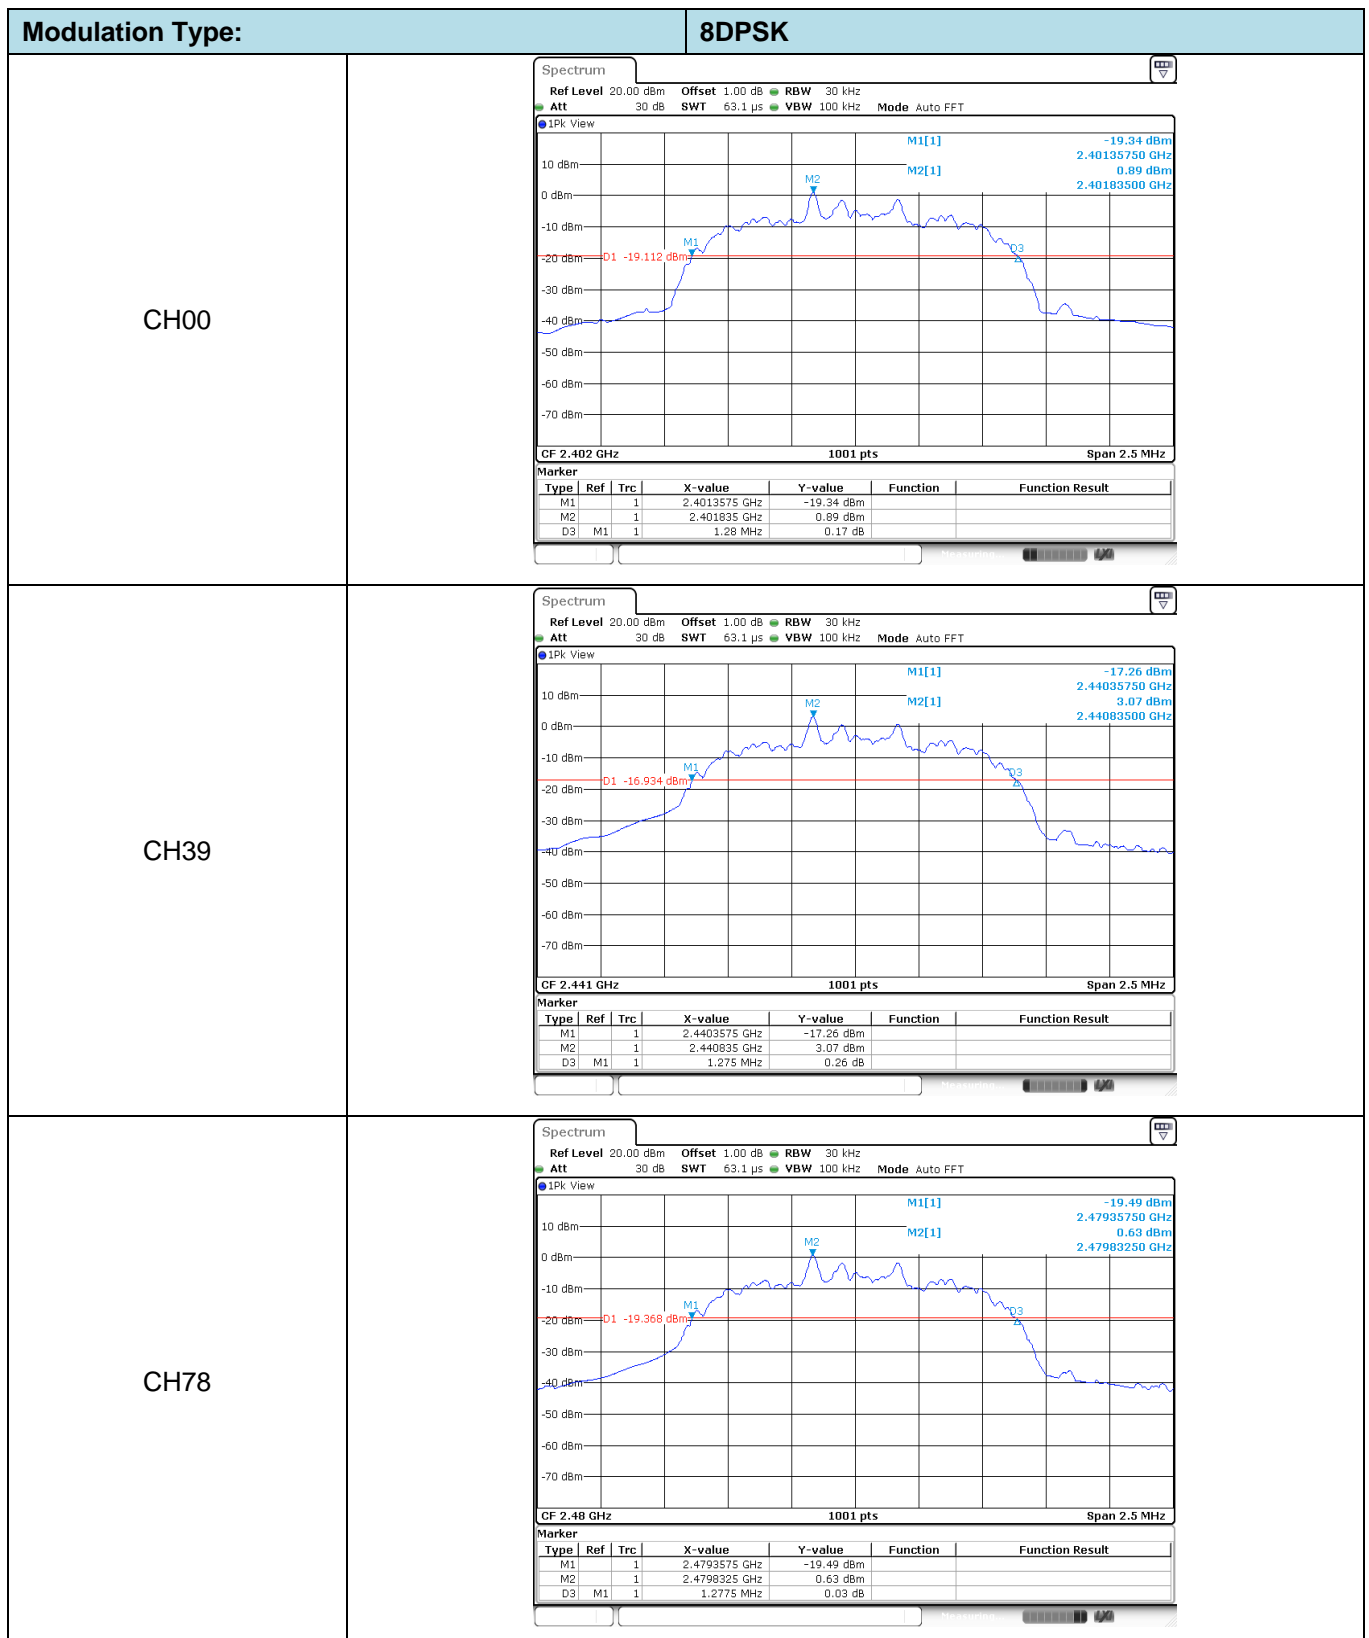 Modulation Type: 8DPSK
CH00
Spectrum
Ref Level 20.00 dBm Offset 1.00 dB RBW 30 kHz
Att 30 dB SWT 63.1 µs VBW 100 kHz Mode Auto FFT
1Pk View
M1[1] -19.34 dBm
2.40135750 GHz
M2[1] 0.89 dBm
2.40183500 GHz
10 dBm
M2
0 dBm
-10 dBm
M1
D3
-20 dBm
D1 -19.112 dBm
-30 dBm
-40 dBm
-50 dBm
-60 dBm
-70 dBm
CF 2.402 GHz 1001 pts Span 2.5 MHz
Marker
Type Ref Trc X-value Y-value Function Function Result
M1 1 2.4013575 GHz -19.34 dBm
M2 1 2.401835 GHz 0.89 dBm
D3 M1 1 1.28 MHz 0.17 dB
Measuring...
CH39
Spectrum
Ref Level 20.00 dBm Offset 1.00 dB RBW 30 kHz
Att 30 dB SWT 63.1 µs VBW 100 kHz Mode Auto FFT
1Pk View
M1[1] -17.26 dBm
2.44035750 GHz
M2[1] 3.07 dBm
2.44083500 GHz
10 dBm
M2
0 dBm
-10 dBm
M1
D3
D1 -16.934 dBm
-20 dBm
-30 dBm
-40 dBm
-50 dBm
-60 dBm
-70 dBm
CF 2.441 GHz 1001 pts Span 2.5 MHz
Marker
Type Ref Trc X-value Y-value Function Function Result
M1 1 2.4403575 GHz -17.26 dBm
M2 1 2.440835 GHz 3.07 dBm
D3 M1 1 1.275 MHz 0.26 dB
Measuring...
CH78
Spectrum
Ref Level 20.00 dBm Offset 1.00 dB RBW 30 kHz
Att 30 dB SWT 63.1 µs VBW 100 kHz Mode Auto FFT
1Pk View
M1[1] -19.49 dBm
2.47935750 GHz
M2[1] 0.63 dBm
2.47983250 GHz
10 dBm
M2
0 dBm
-10 dBm
M1
D3
-20 dBm
D1 -19.368 dBm
-30 dBm
-40 dBm
-50 dBm
-60 dBm
-70 dBm
CF 2.48 GHz 1001 pts Span 2.5 MHz
Marker
Type Ref Trc X-value Y-value Function Function Result
M1 1 2.4793575 GHz -19.49 dBm
M2 1 2.4798325 GHz 0.63 dBm
D3 M1 1 1.2775 MHz 0.03 dB
Measuring...